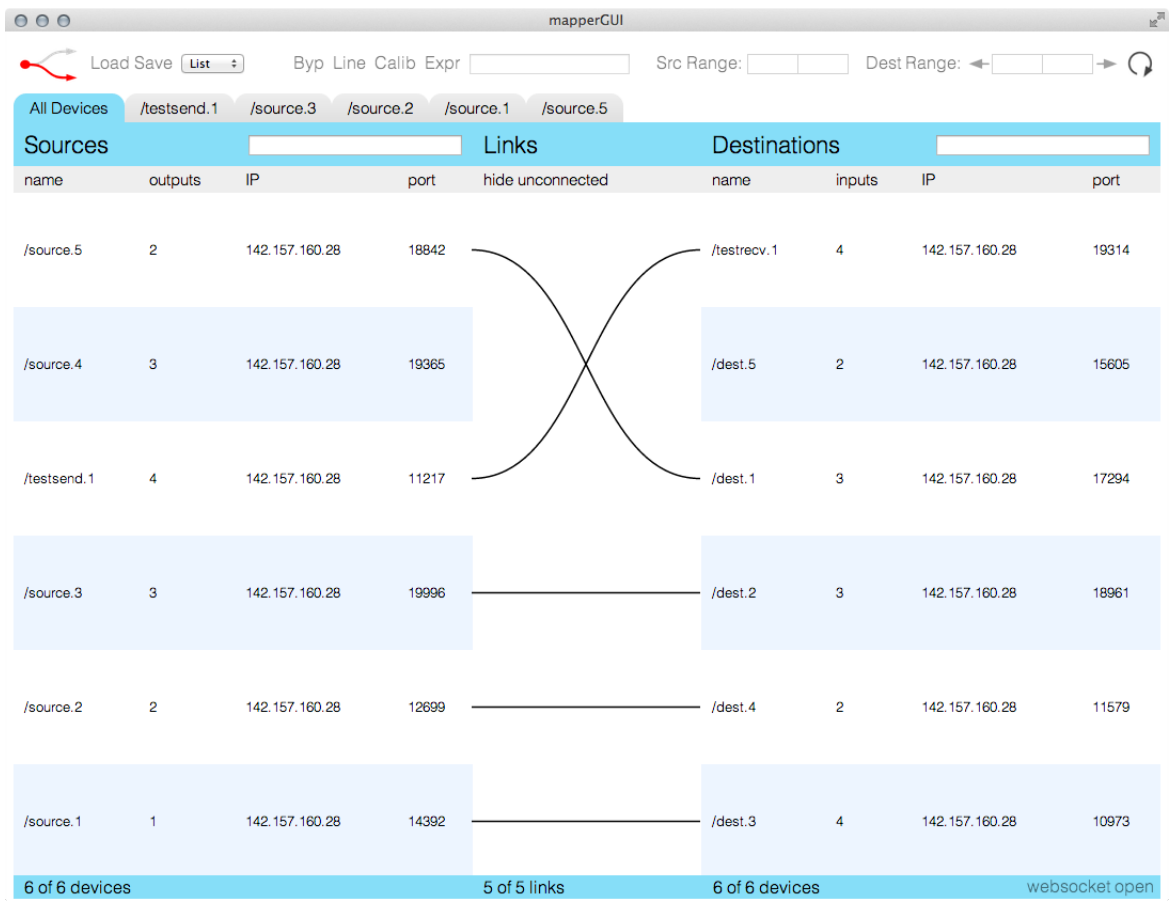 mapperGUI
Load Save List Byp Line Calib Expr Src Range: Dest Range:
All Devices /testsend.1 /source.3 /source.2 /source.1 /source.5
Sources Links Destinations
name outputs IP port hide unconnected name inputs IP port
/source.5 2 142.157.160.28 18842 /testrecv.1 4 142.157.160.28 19314
/source.4 3 142.157.160.28 19365 /dest.5 2 142.157.160.28 15605
/testsend.1 4 142.157.160.28 11217 /dest.1 3 142.157.160.28 17294
/source.3 3 142.157.160.28 19996 /dest.2 3 142.157.160.28 18961
/source.2 2 142.157.160.28 12699 /dest.4 2 142.157.160.28 11579
/source.1 1 142.157.160.28 14392 /dest.3 4 142.157.160.28 10973
6 of 6 devices 5 of 5 links 6 of 6 devices websocket open